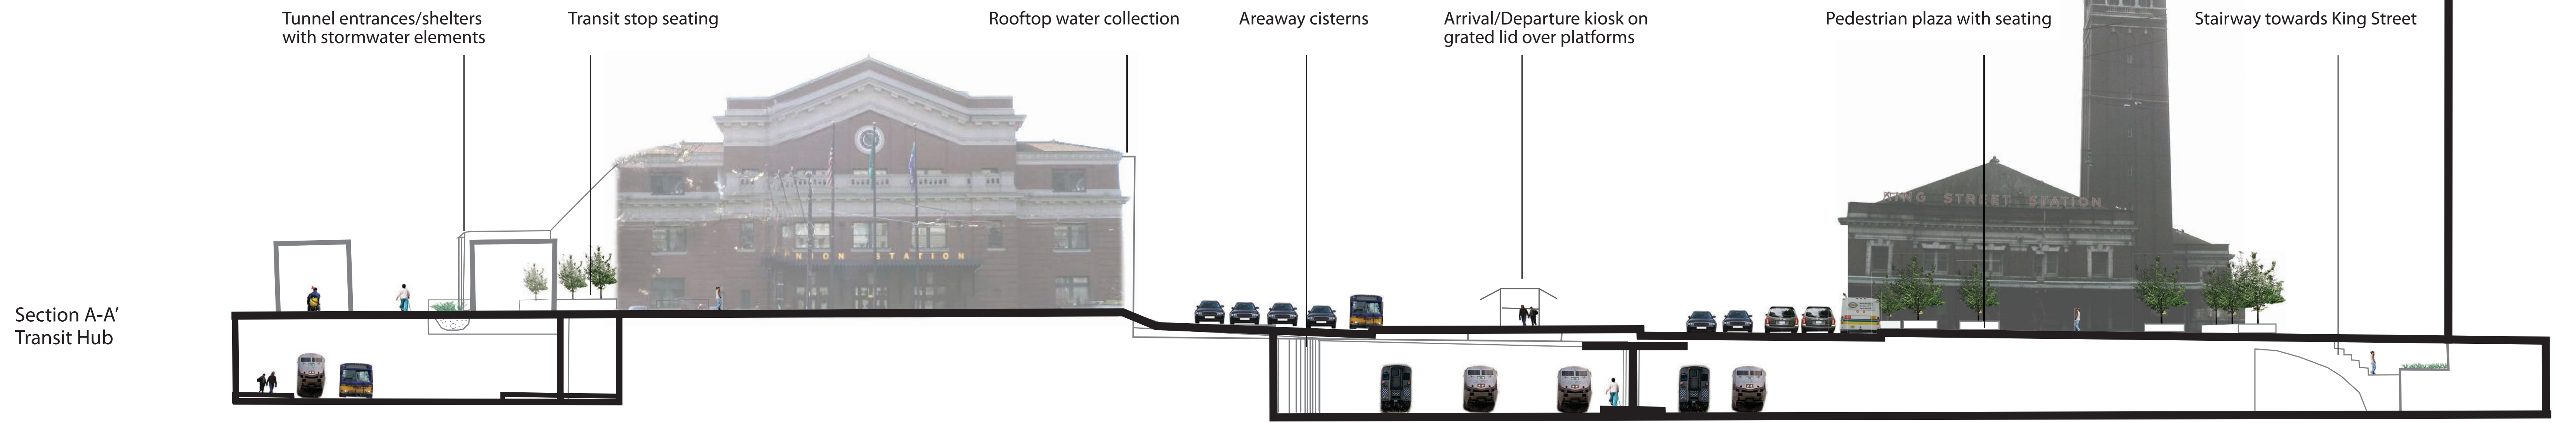 Tunnel entrances/shelters
with stormwater elements
Transit stop seating
Rooftop water collection
Areaway cisterns
Arrival/Departure kiosk on
grated lid over platforms
Pedestrian plaza with seating
Stairway towards King Street
KING STREET STATION
UNION STATION
Section A-A’
Transit Hub